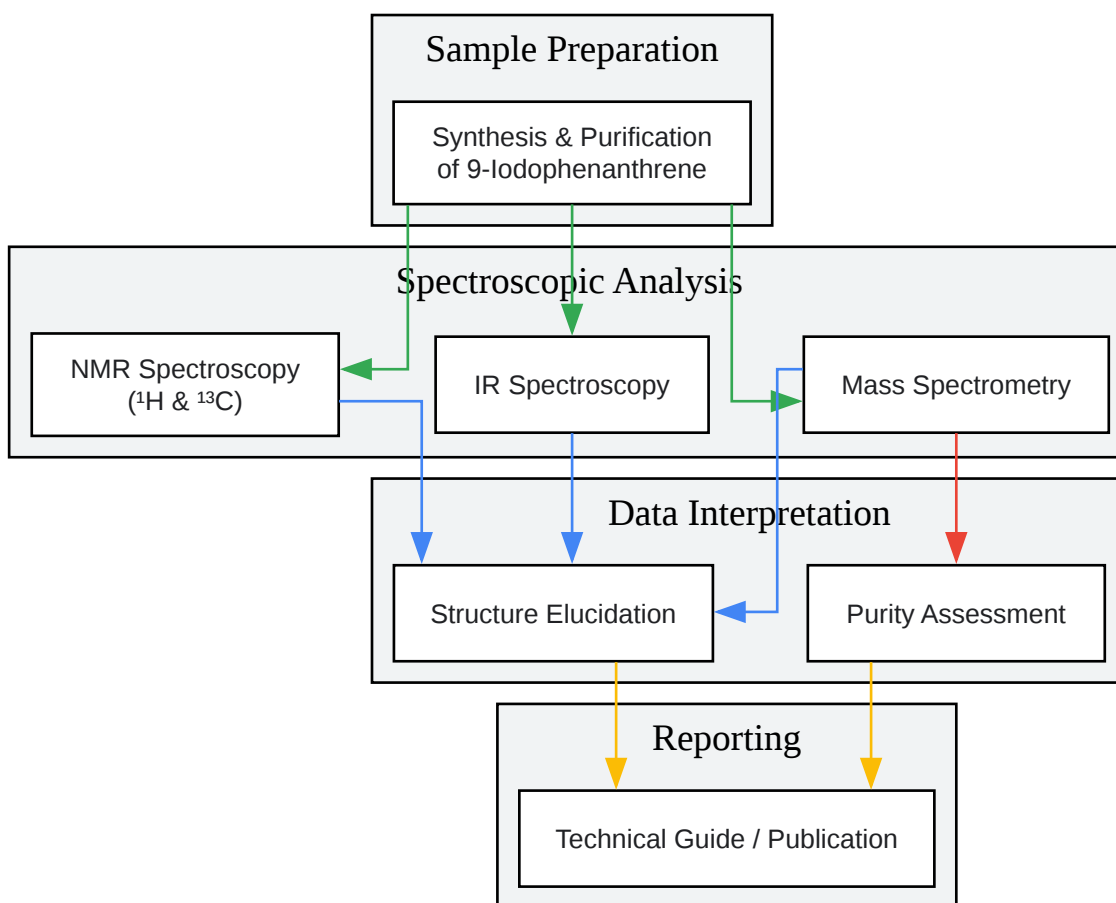 Sample Preparation
Synthesis & Purification
of 9-Iodophenanthrene
Spectroscopic Analysis
NMR Spectroscopy
(¹H & ¹³C)
IR Spectroscopy
Mass Spectrometry
Data Interpretation
Structure Elucidation
Purity Assessment
Reporting
Technical Guide / Publication